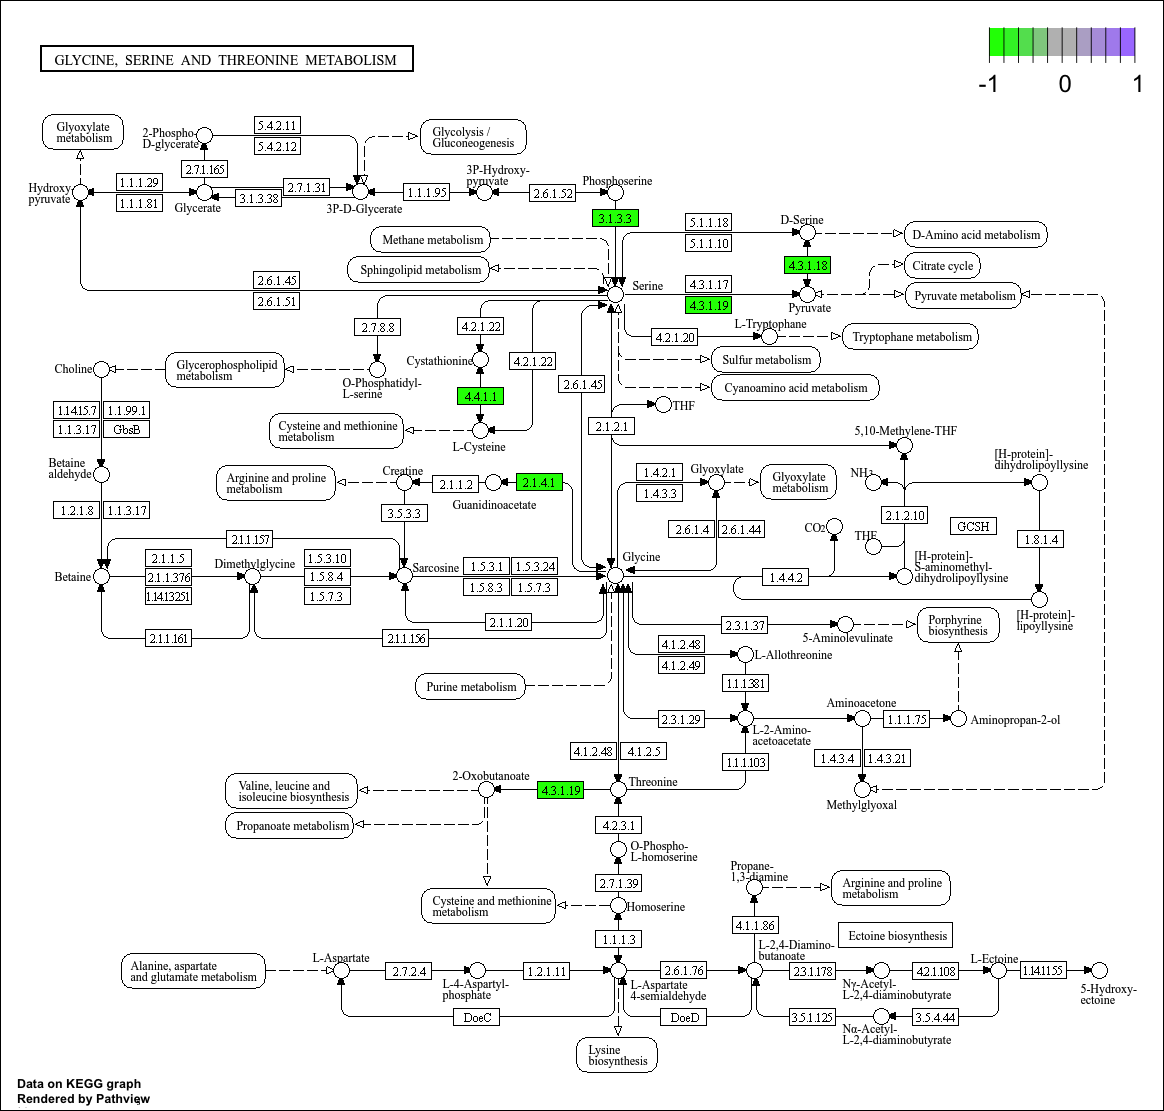 GLYCINE, SERINE AND THREONINE METABOLISM
-1 0 1
Glyoxylate
metabolism
2-Phospho-
D-glycerate
5.4.2.11
5.4.2.12
Glycolysis /
Gluconeogenesis
2.7.1.165
Hydroxy
pyruvate
1.1.1.29
1.1.1.81
Glycerate
3.1.3.38
2.7.1.31
3P-D-Glycerate
1.1.1.95
3P-Hydroxy-
pyruvate
2.6.1.52
Phosphoserine
3.1.3.3
Methane metabolism
Sphingolipid metabolism
5.1.1.18
5.1.1.10
D-Serine
D-Amino acid metabolism
4.3.1.18
Citrate cycle
2.6.1.45
2.6.1.51
Serine
4.3.1.17
4.3.1.19
Pyruvate
Pyruvate metabolism
2.7.8.8
4.2.1.22
4.2.1.20
L-Tryptophane
Tryptophane metabolism
Cystathionine
4.2.1.22
Sulfur metabolism
Choline
Glycerophospholipid
metabolism
O-Phosphatidyl-
L-serine
4.4.1.1
2.6.1.45
Cyanoamino acid metabolism
THF
1.14.15.7
1.1.99.1
1.1.3.17
GbsB
Cysteine and methionine
metabolism
L-Cysteine
2.1.2.1
5,10-Methylene-THF
Betaine
aldehyde
Arginine and proline
metabolism
Creatine
2.1.1.2
Guanidinoacetate
2.1.4.1
1.4.2.1
1.4.3.3
Glyoxylate
Glyoxylate
metabolism
NH3
[H-protein]-
dihydrolipoyllysine
1.2.1.8
1.1.3.17
3.5.3.3
2.6.1.4
2.6.1.44
CO2
2.1.2.10
GCSH
THF
1.8.1.4
2.1.1.157
2.1.1.5
2.1.1.376
1.14.13.251
Betaine
Dimethylglycine
1.5.3.10
1.5.8.4
1.5.7.3
Sarcosine
1.5.3.1
1.5.3.24
1.5.8.3
1.5.7.3
Glycine
1.4.4.2
[H-protein]-
S-aminomethyl-
dihydrolipoyllysine
[H-protein]-
lipoyllysine
2.1.1.161
2.1.1.156
2.1.1.20
2.3.1.37
5-Aminolevulinate
Porphyrine
biosynthesis
4.1.2.48
4.1.2.49
L-Allothreonine
Purine metabolism
1.1.1.381
2.3.1.29
L-2-Amino-
acetoacetate
Aminoacetone
1.1.1.75
Aminopropan-2-ol
4.1.2.48
4.1.2.5
1.1.1.103
1.4.3.4
1.4.3.21
Valine, leucine and
isoleucine biosynthesis
2-Oxobutanoate
4.3.1.19
Threonine
Methylglyoxal
Propanoate metabolism
4.2.3.1
O-Phospho-
L-homoserine
2.7.1.39
Propane-
1,3-diamine
Arginine and proline
metabolism
Cysteine and methionine
metabolism
Homoserine
4.1.1.86
Ectoine biosynthesis
1.1.1.3
Alanine, aspartate
and glutamate metabolism
L-Aspartate
2.7.2.4
L-4-Aspartyl-
phosphate
1.2.1.11
L-Aspartate
4-semialdehyde
2.6.1.76
L-2,4-Diamino-
butanoate
2.3.1.178
Nγ-Acetyl-
L-2,4-diaminobutyrate
4.2.1.108
L-Ectoine
1.14.11.55
5-Hydroxy-
ectoine
DoeC
DoeD
3.5.1.125
Nα-Acetyl-
L-2,4-diaminobutyrate
3.5.4.44
Lysine
biosynthesis
Data on KEGG graph
Rendered by Pathview